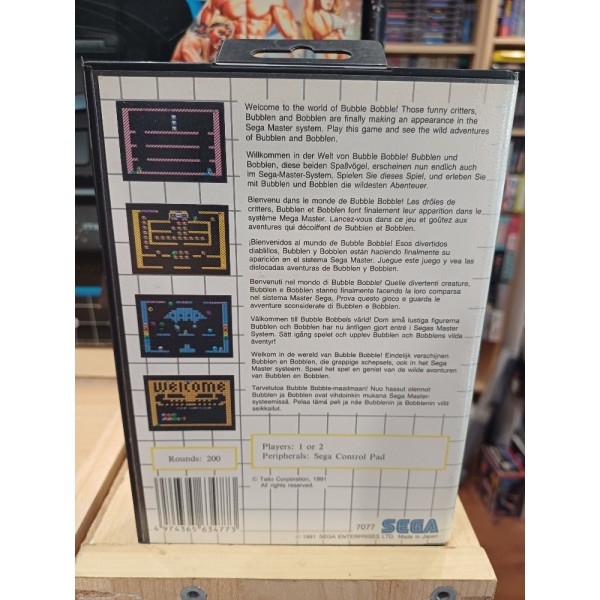 Welcome to the world of Bubble Bobble! Those funny critters,
Bubblen and Bobblen are finally making an appearance in the
Sega Master system. Play this game and see the wild adventures
of Bubblen and Bobblen.
Willkommen in der Welt von Bubble Bobble! Bubblen und
Bobblen, diese beiden Spaßvögel, erscheinen nun endlich auch
im Sega-Master-System. Spielen Sie dieses Spiel, und erleben Sie
mit Bubblen und Bobblen die wildesten Abenteuer.
Bienvenu dans le monde de Bubble Bobble! Les drôles de
critters, Bubblen et Bobblen font finalement leur apparition dans le
système Mega Master. Lancez-vous dans ce jeu et goûtez aux
aventures qui décoiffent de Bubblen et Bobblen.
¡Bienvenidos al mundo de Bubble Bobble! Esos divertidos
diablillos, Bubblen y Bobblen están haciendo finalmente su
aparición en el sistema Sega Master. Juegue este juego y vea las
dislocadas aventuras de Bubblen y Bobblen.
Benvenuti nel mondo di Bubble Bobble! Quelle divertenti creature,
Bubblen e Bobblen stanno finalmente facendo la loro comparsa
nel sistema Master Sega. Prova questo gioco e guarda le
avventure sconsiderate di Bubblen e Bobblen.
Välkommen till Bubble Bobbels värld! Dom små lustiga figurerna
Bubblen och Bobblen har nu äntligen gjort entré i Segas Master
System. Sätt igång spelet och upplev Bubblen och Bobblens vilda
äventyr!
Welkom in de wereld van Bubble Bobble! Eindelijk verschijnen
Bubblen en Bobblen, die grappige schepsels, ook in het Sega
Master systeem. Speel het spel en geniet van de wilde avonturen
van Bubblen en Bobblen.
Tervetuloa Bubble Bobble-maailmaan! Nuo hassut olennot
Bubblen ja Bobblen ovat vihdoinkin mukana Sega Master-
systeemissä. Pelaa tämä peli ja näe Bubblenin ja Bobblenin villit
seikkailut.
welcome
Rounds: 200
Players: 1 or 2
Peripherals: Sega Control Pad
© Taito Corporation, 1991
All rights reserved.
4 974365 634773
7077 SEGA
© 1991 SEGA ENTERPRISES LTD. Made in Japan